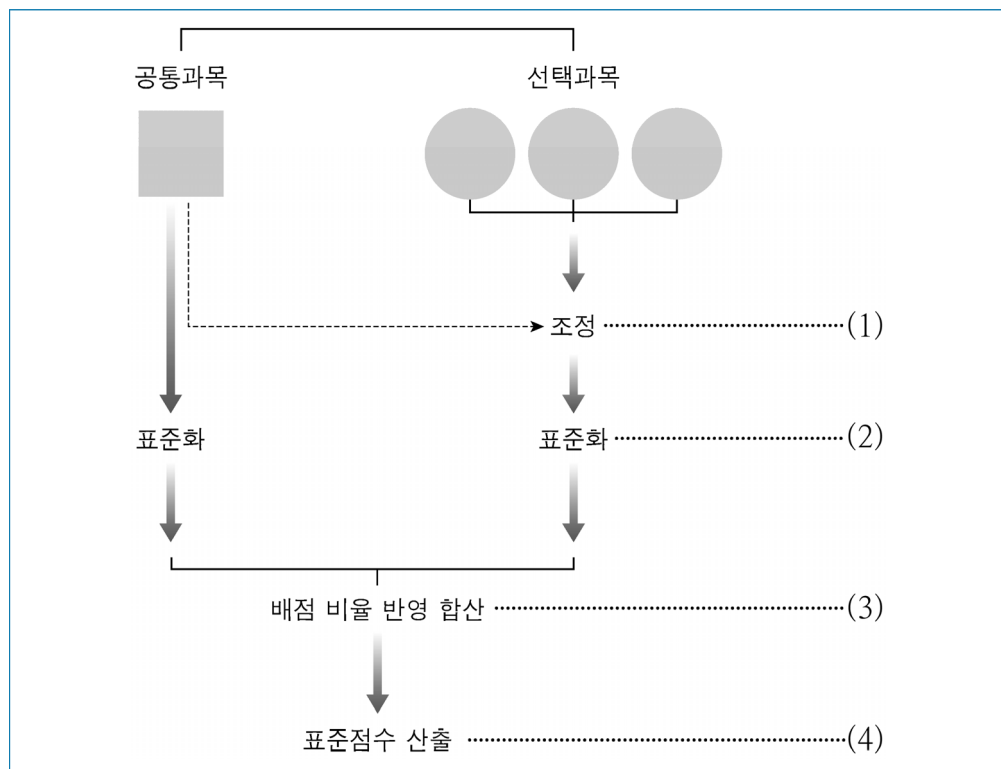 공통과목 선택과목
조정 (1)
표준화 표준화 (2)
배점 비율 반영 합산 (3)
표준점수 산출 (4)